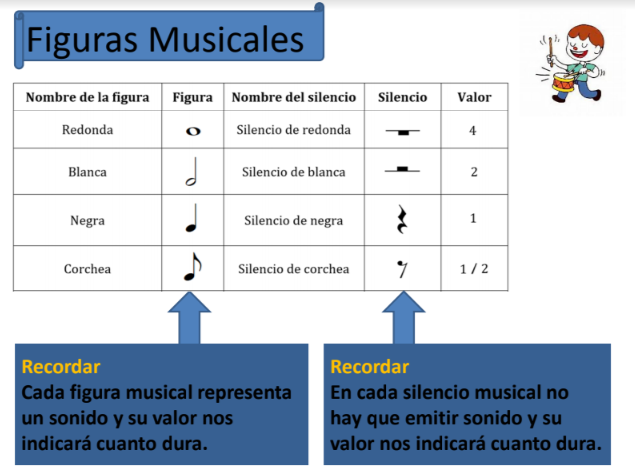 Figuras Musicales
Nombre de la figura Figura Nombre del silencio Silencio Valor
Redonda Silencio de redonda 4
Blanca Silencio de blanca 2
Negra Silencio de negra 1
Corchea Silencio de corchea 1 / 2
Recordar
Cada figura musical representa
un sonido y su valor nos
indicará cuanto dura.
Recordar
En cada silencio musical no
hay que emitir sonido y su
valor nos indicará cuanto dura.